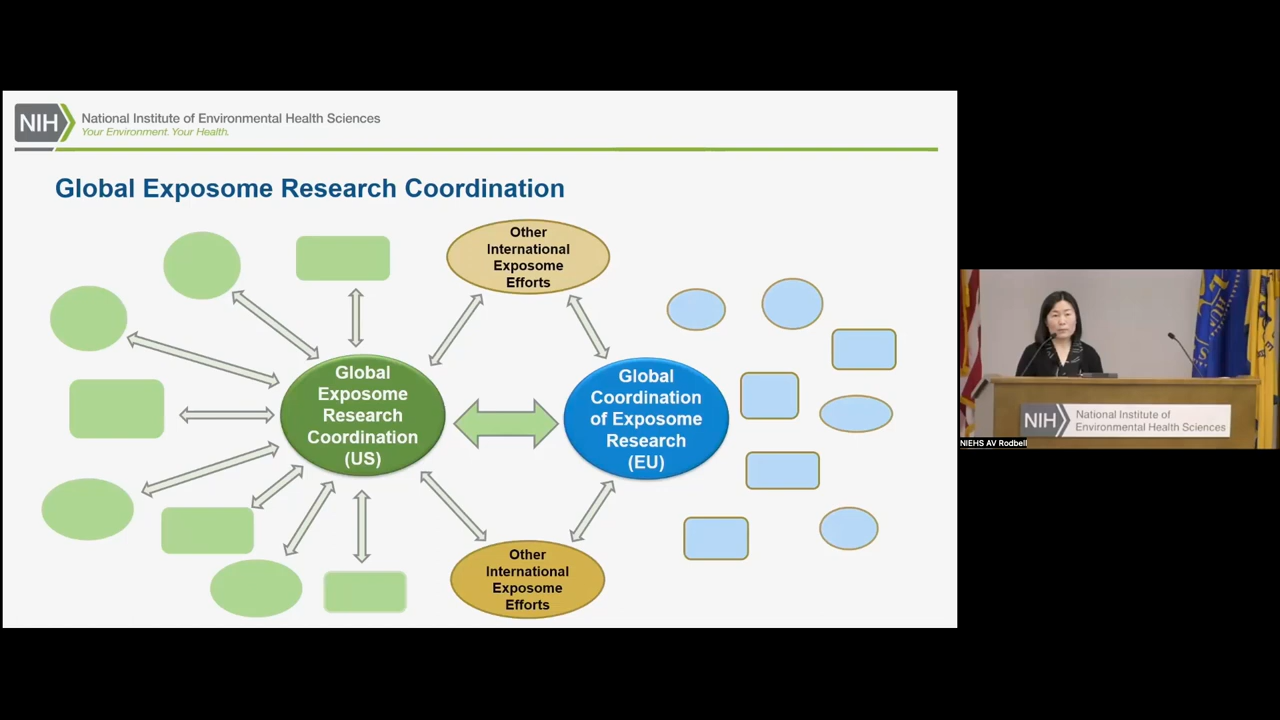 NIH
National Institute of Environmental Health Sciences
Your Environment. Your Health.
Global Exposome Research Coordination
Other
International
Exposome
Efforts
Global
Exposome
Research
Coordination
(US)
Global
Coordination
of Exposome
Research
(EU)
Other
International
Exposome
Efforts
NIH
National Institute of
Environmental Health Sciences
NIEHS AV Rodbell